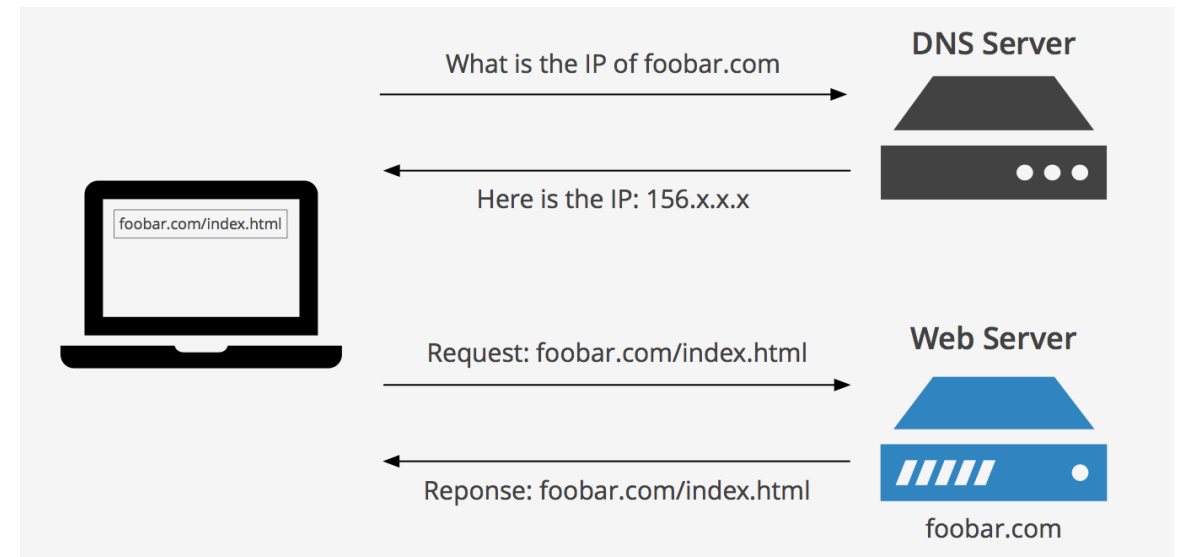 DNS Server
What is the IP of foobar.com
Here is the IP: 156.x.x.x
foobar.com/index.html
Web Server
Request: foobar.com/index.html
Reponse: foobar.com/index.html
foobar.com